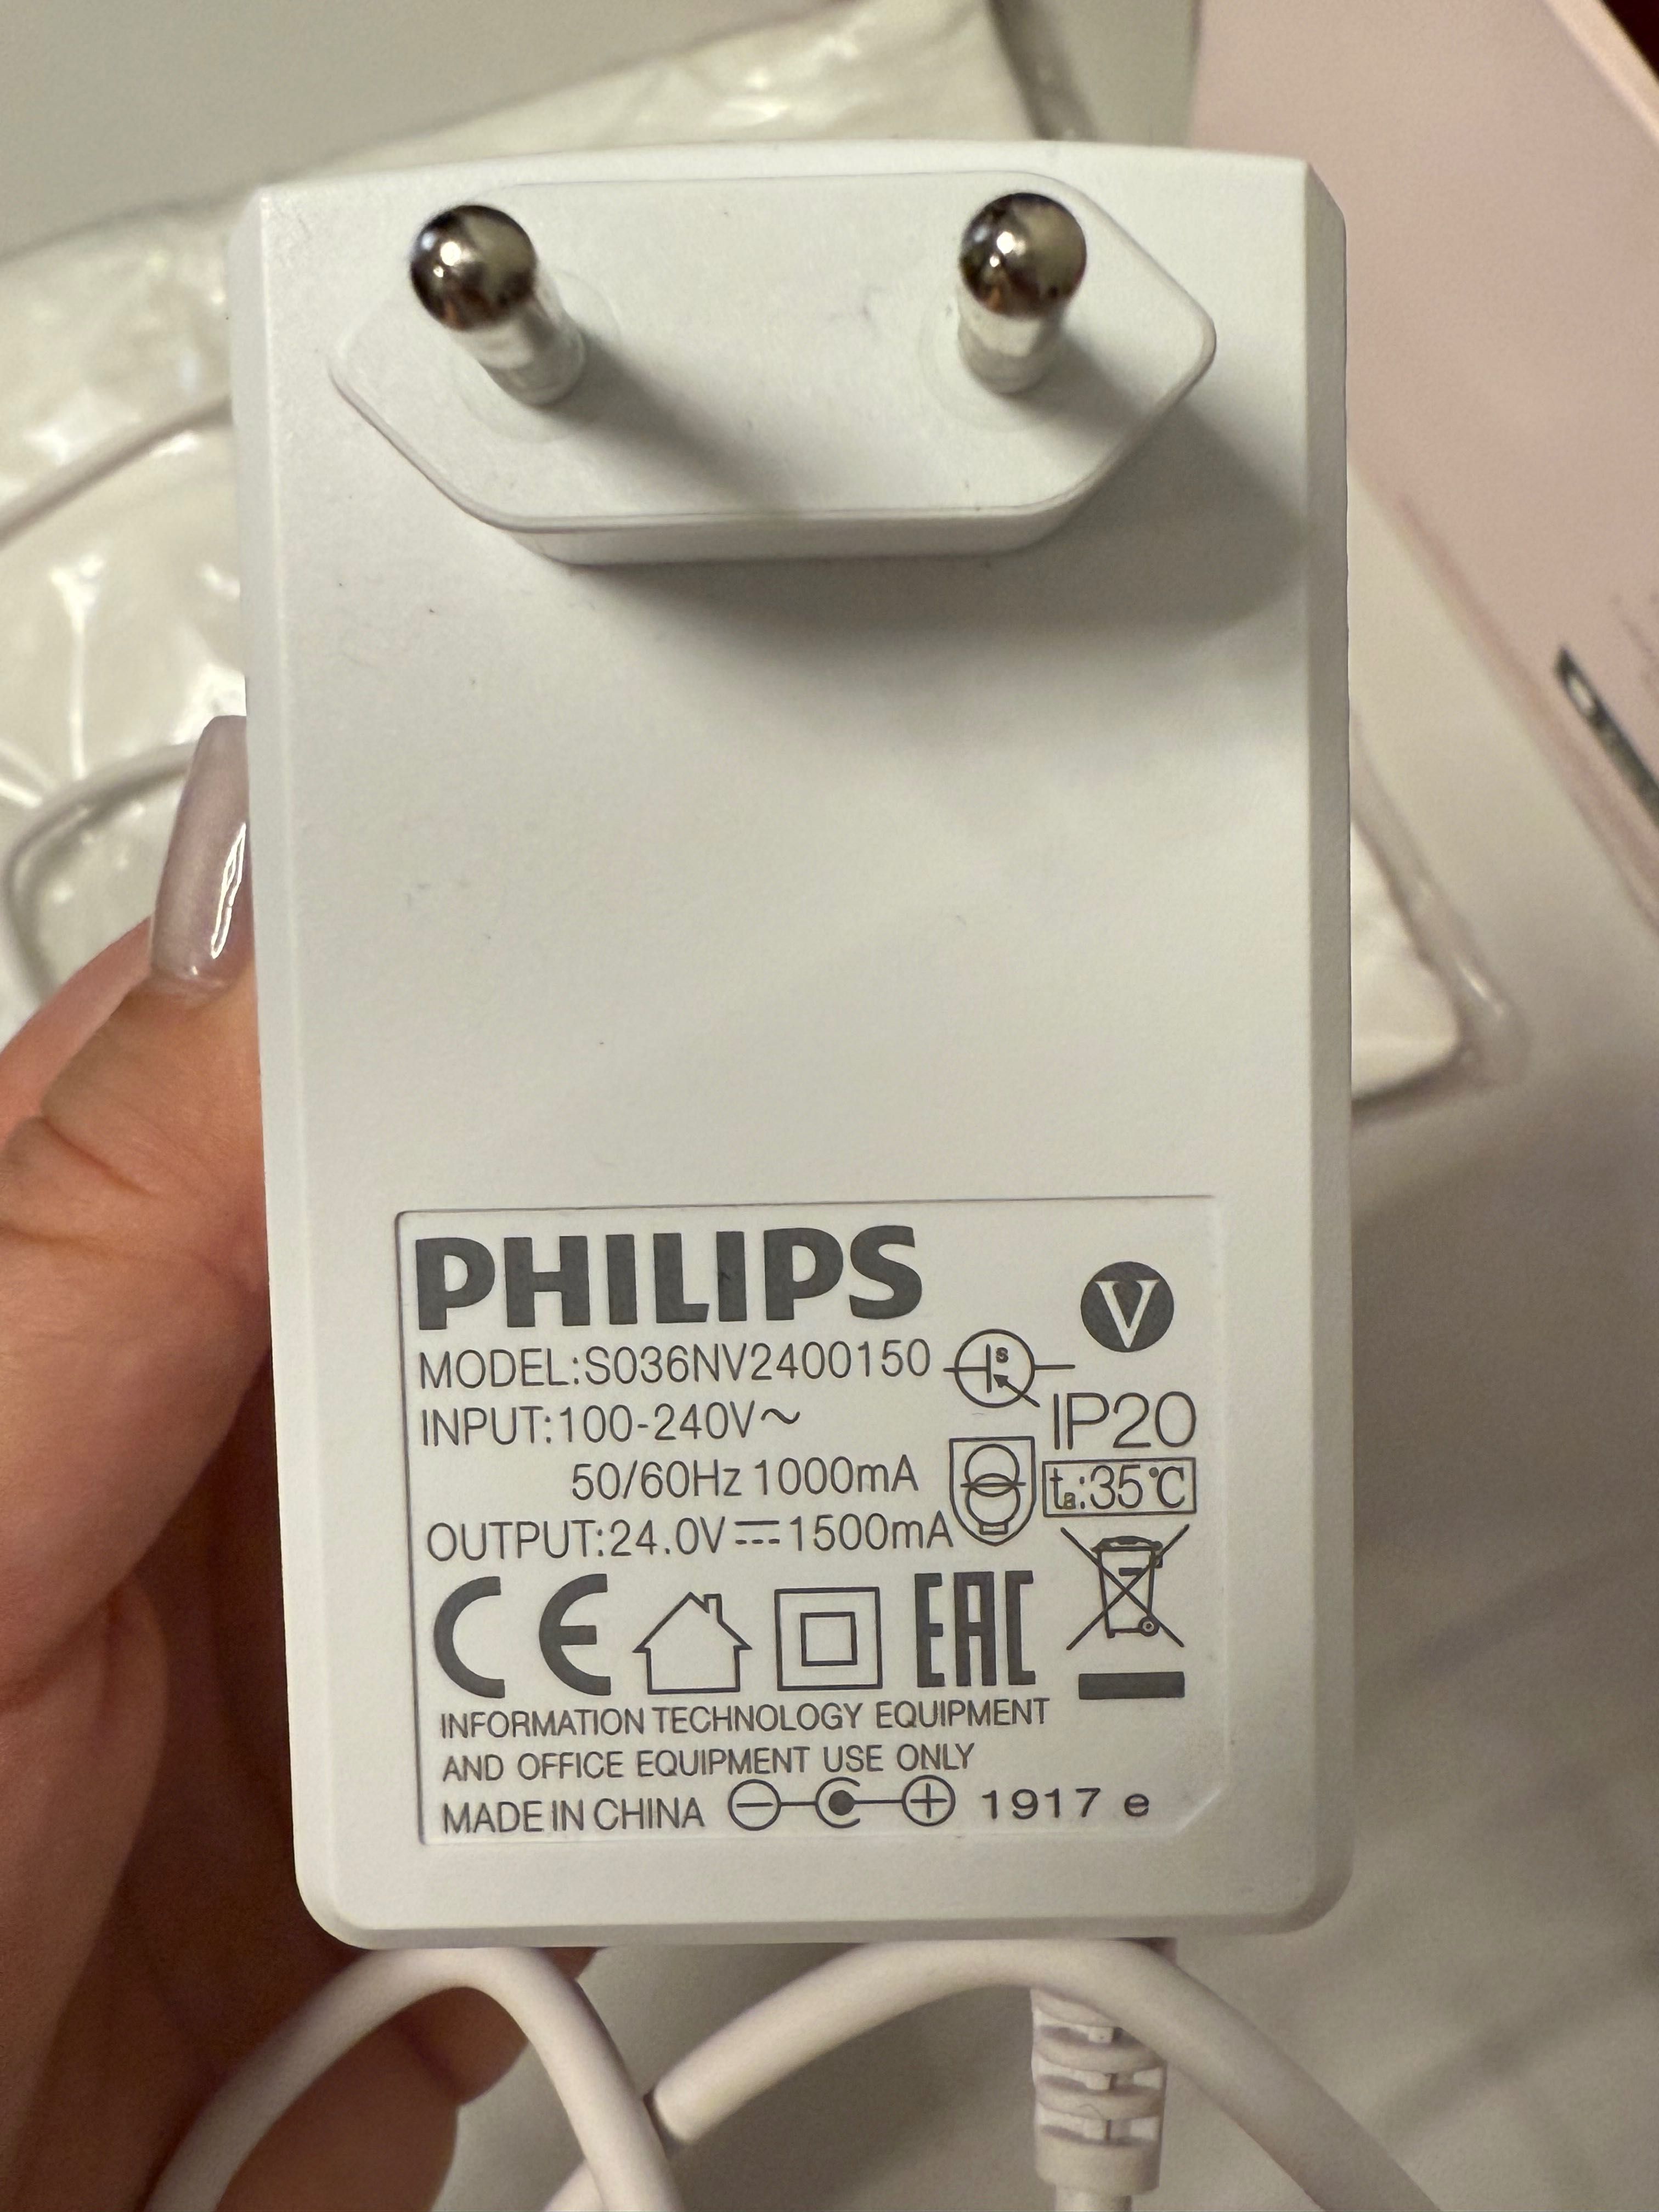 PHILIPS
V
MODEL:S036NV2400150
s
IP20
INPUT:100-240V~
50/60Hz 1000mA
ta:35℃
OUTPUT:24.0V⎓1500mA
CE EAC
INFORMATION TECHNOLOGY EQUIPMENT
AND OFFICE EQUIPMENT USE ONLY
MADE IN CHINA 1917 e